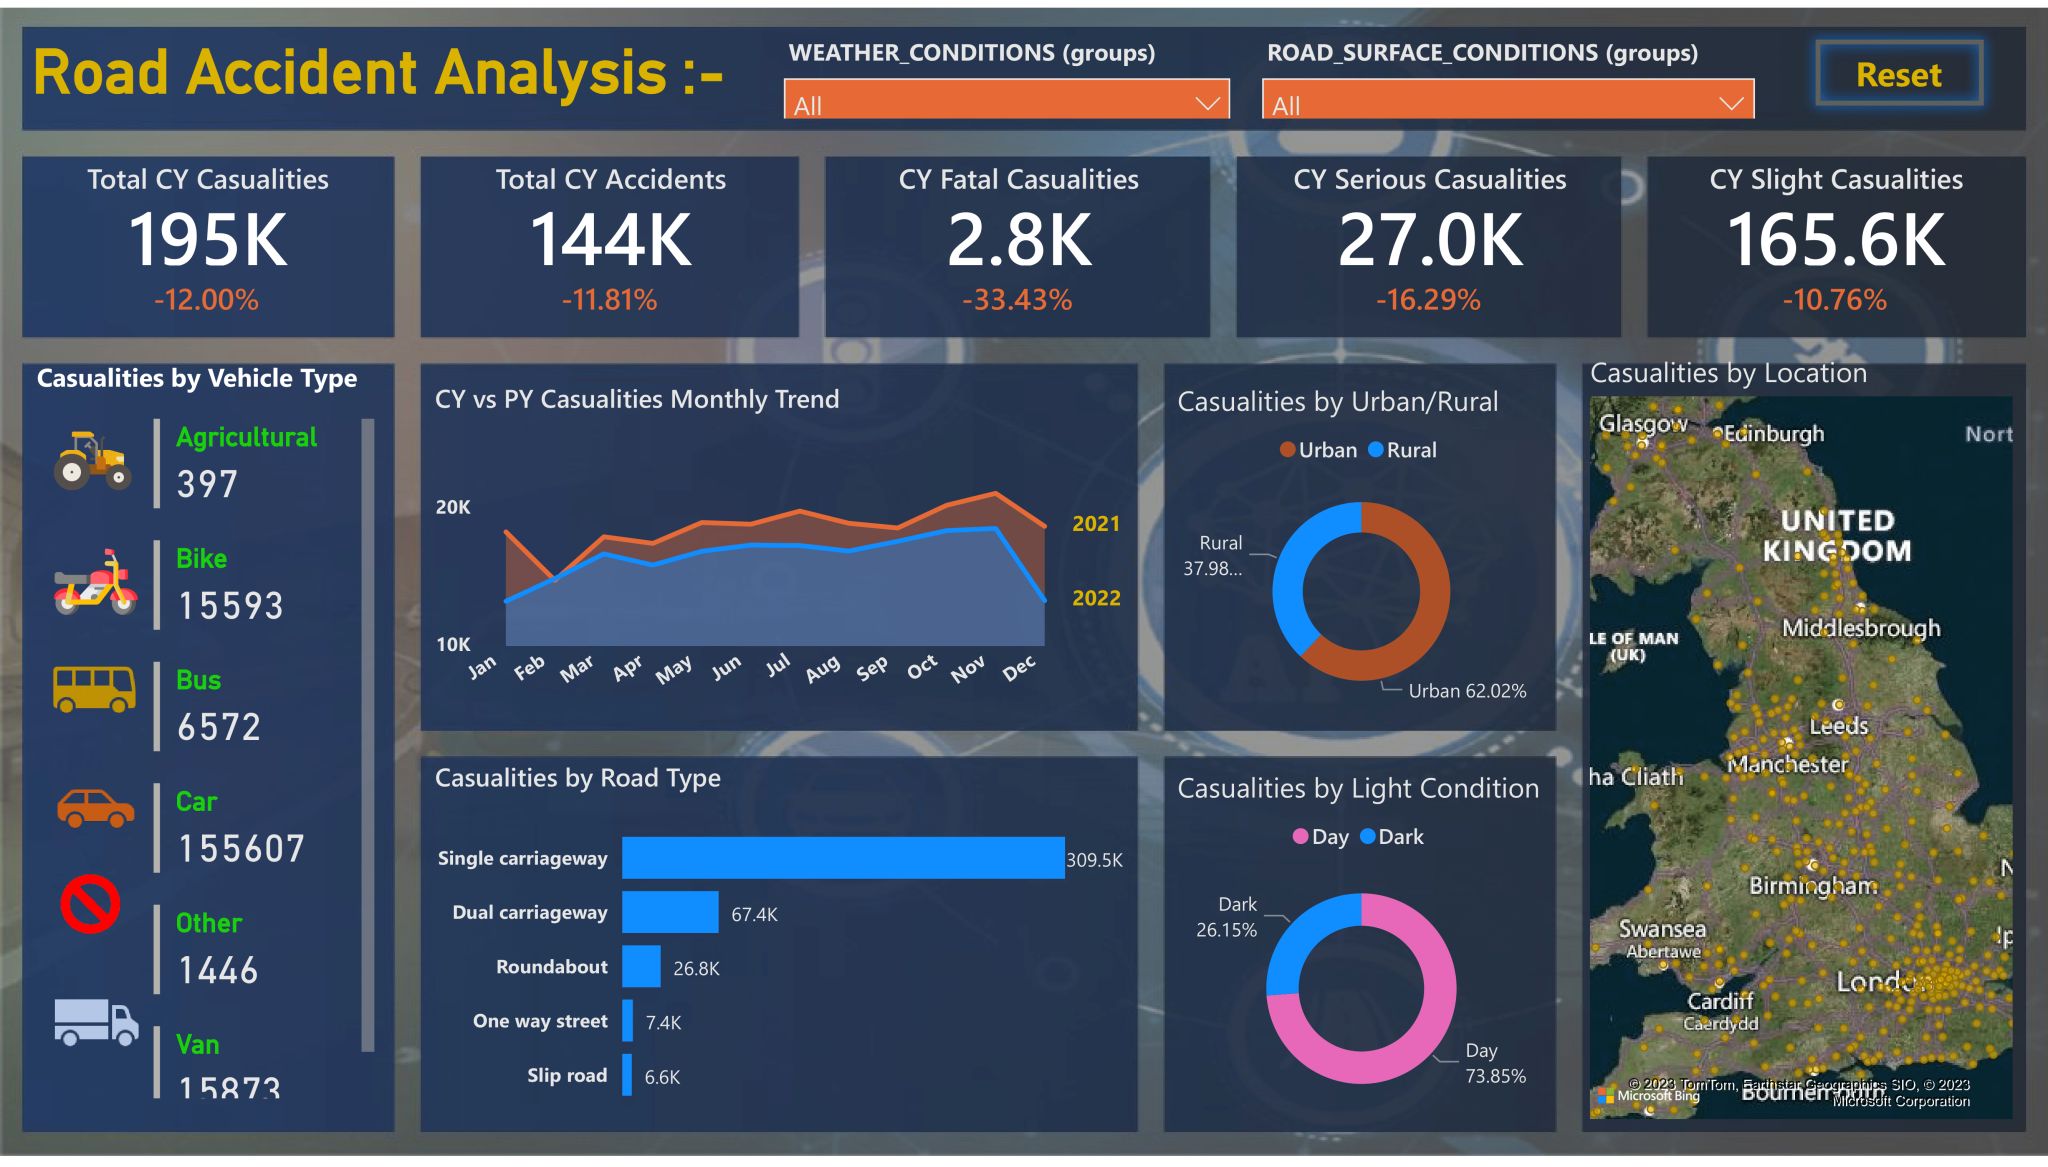 Road Accident Analysis :-
WEATHER_CONDITIONS (groups)
All
ROAD_SURFACE_CONDITIONS (groups)
All
Reset
Total CY Casualities
195K
-12.00%
Total CY Accidents
144K
-11.81%
CY Fatal Casualities
2.8K
-33.43%
CY Serious Casualities
27.0K
-16.29%
CY Slight Casualities
165.6K
-10.76%
Casualities by Vehicle Type
Agricultural
397
Bike
15593
Bus
6572
Car
155607
Other
1446
Van
15873
CY vs PY Casualities Monthly Trend
20K
10K
2021
2022
Jan
Feb
Mar
Apr
May
Jun
Jul
Aug
Sep
Oct
Nov
Dec
Casualities by Urban/Rural
Urban
Rural
Rural
37.98...
Urban 62.02%
Casualities by Road Type
Single carriageway
309.5K
Dual carriageway
67.4K
Roundabout
26.8K
One way street
7.4K
Slip road
6.6K
Casualities by Light Condition
Day
Dark
Dark
26.15%
Day
73.85%
Casualities by Location
Glasgow
Edinburgh
Nort
UNITED
KINGDOM
LE OF MAN
(UK)
Middlesbrough
Leeds
ha Cliath
Manchester
Birmingham
N
Swansea
Abertawe
Ip
London
Cardiff
Caerdydd
© 2023 TomTom, Earthstar Geographics SIO, © 2023
Microsoft Corporation
Microsoft Bing
Bournemouth